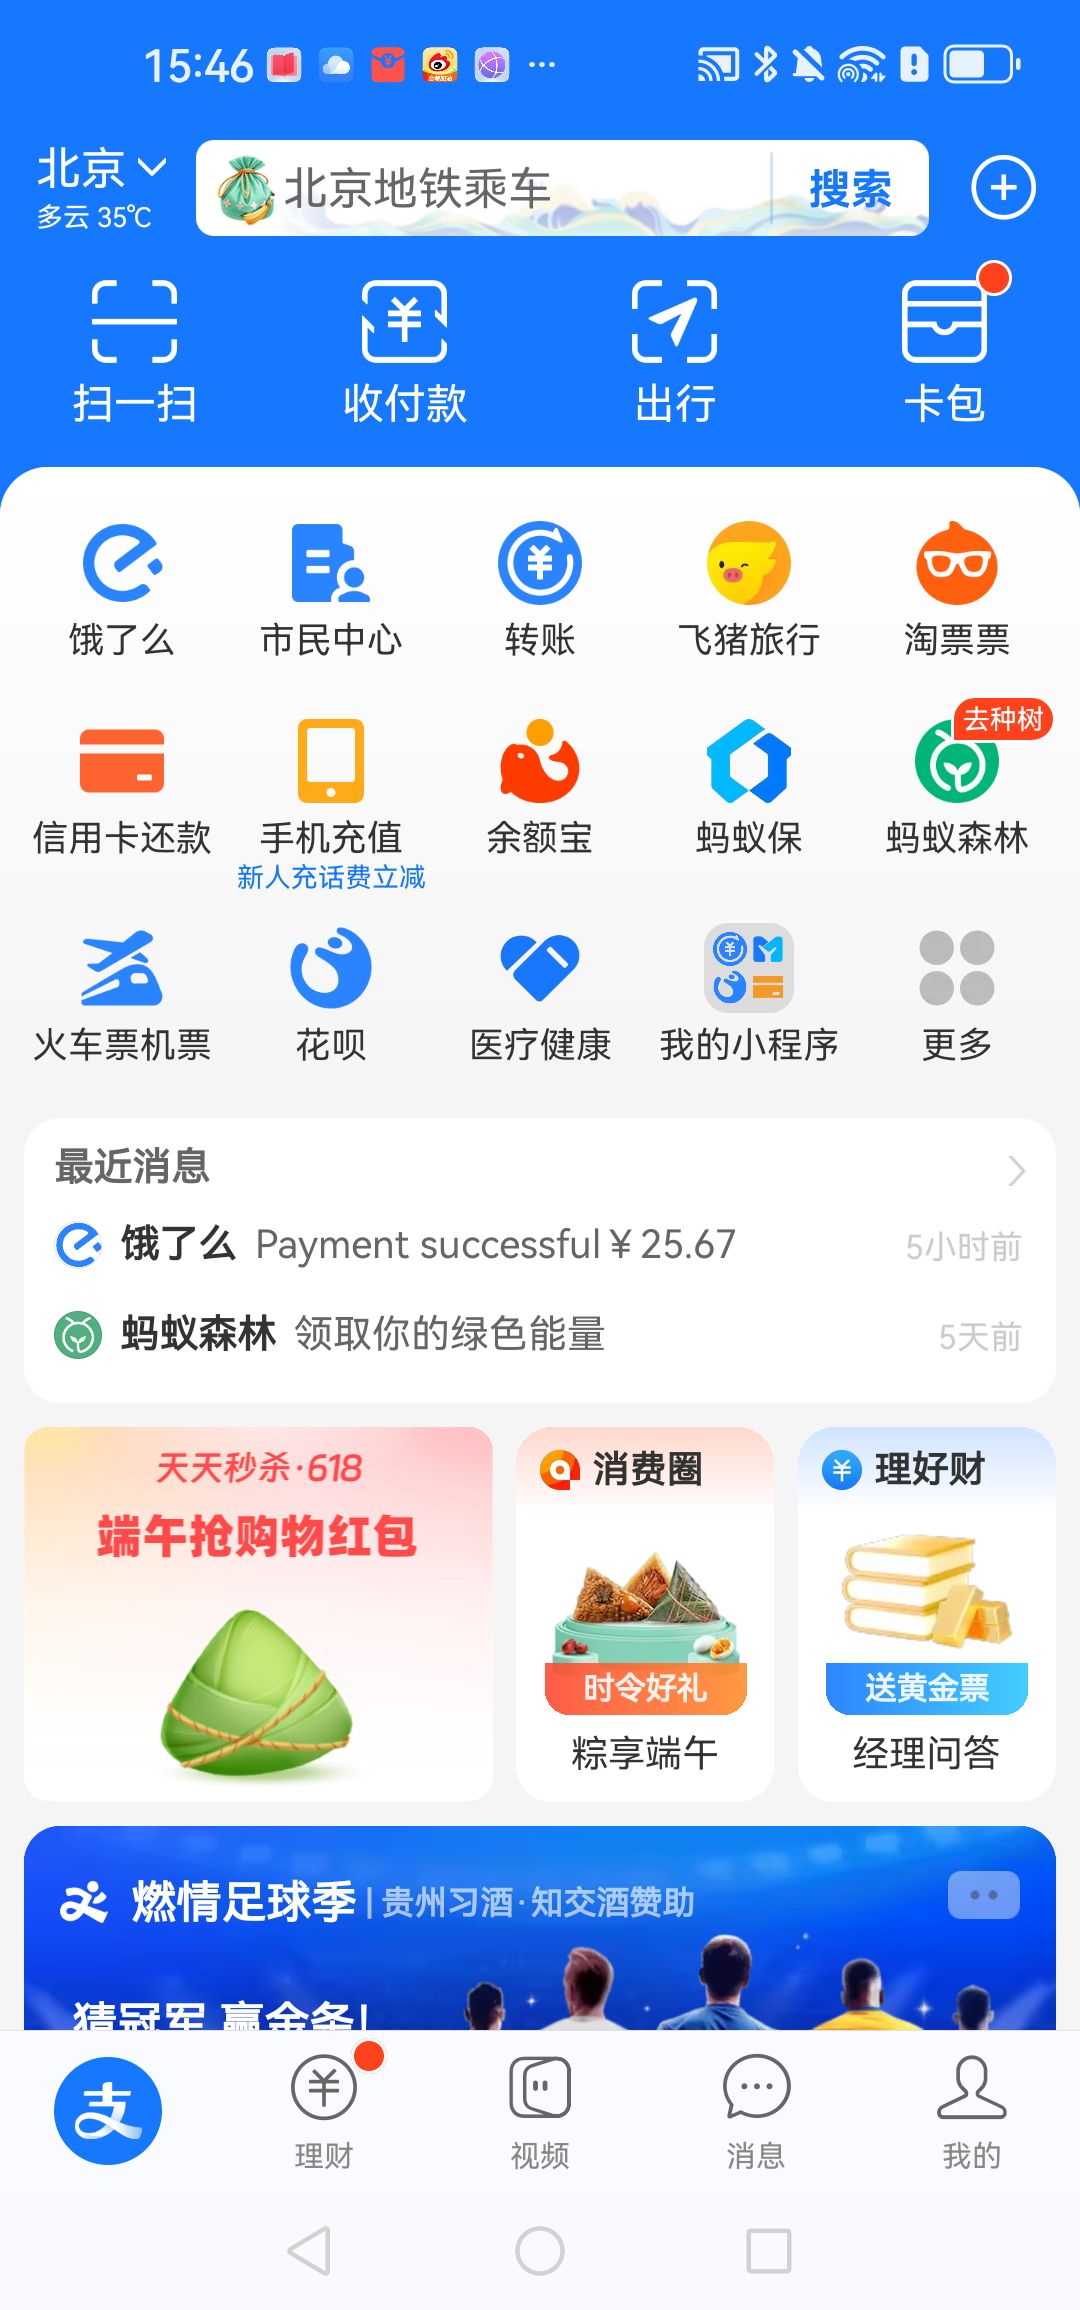 15:46
北京
多云 35℃
北京地铁乘车
搜索
扫一扫
收付款
出行
卡包
饿了么
市民中心
转账
飞猪旅行
淘票票
去种树
信用卡还款
手机充值
余额宝
蚂蚁保
蚂蚁森林
新人充话费立减
火车票机票
花呗
医疗健康
我的小程序
更多
最近消息
饿了么 Payment successful¥25.67 5小时前
蚂蚁森林 领取你的绿色能量 5天前
天天秒杀·618
端午抢购物红包
消费圈
时令好礼
粽享端午
理好财
送黄金票
经理问答
燃情足球季|贵州习酒·知交酒赞助
猜冠军 赢金条!
支
理财
视频
消息
我的